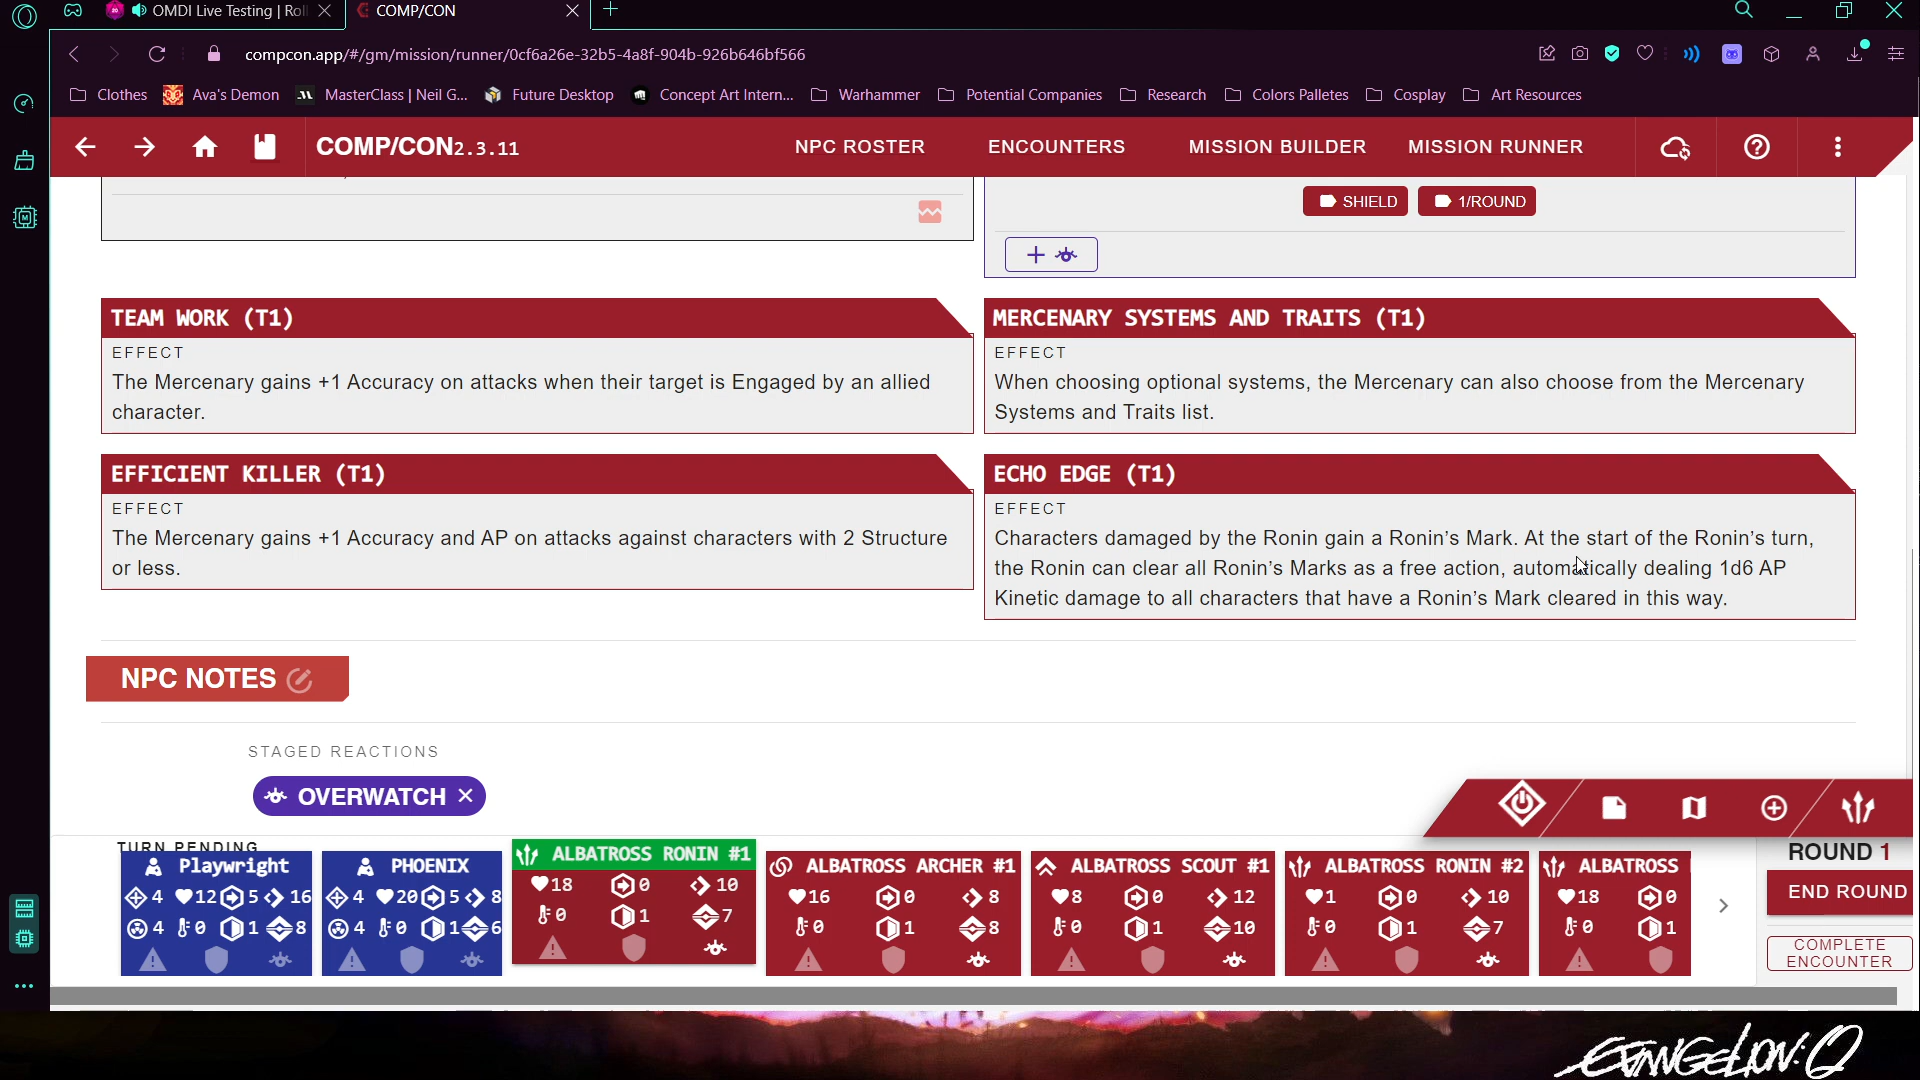 OMDI Live Testing | Rol
COMP/CON
compcon.app/#/gm/mission/runner/0cf6a26e-32b5-4a8f-904b-926b646bf566
Clothes
Ava's Demon
MasterClass | Neil G...
Future Desktop
Concept Art Intern...
Warhammer
Potential Companies
Research
Colors Palletes
Cosplay
Art Resources
COMP/CON2.3.11
NPC ROSTER
ENCOUNTERS
MISSION BUILDER
MISSION RUNNER
SHIELD
1/ROUND
TEAM WORK (T1)
EFFECT
The Mercenary gains +1 Accuracy on attacks when their target is Engaged by an allied
character.
MERCENARY SYSTEMS AND TRAITS (T1)
EFFECT
When choosing optional systems, the Mercenary can also choose from the Mercenary
Systems and Traits list.
EFFICIENT KILLER (T1)
EFFECT
The Mercenary gains +1 Accuracy and AP on attacks against characters with 2 Structure
or less.
ECHO EDGE (T1)
EFFECT
Characters damaged by the Ronin gain a Ronin's Mark. At the start of the Ronin's turn,
the Ronin can clear all Ronin's Marks as a free action, automatically dealing 1d6 AP
Kinetic damage to all characters that have a Ronin's Mark cleared in this way.
NPC NOTES
STAGED REACTIONS
OVERWATCH
TURN PENDING
Playwright
4 12 5 16
4 0 1 8
PHOENIX
4 20 5 8
4 0 1 6
ALBATROSS RONIN #1
18 0 10
0 1 7
ALBATROSS ARCHER #1
16 0 8
0 1 8
ALBATROSS SCOUT #1
8 0 12
0 1 10
ALBATROSS RONIN #2
1 0 10
0 1 7
ALBATROSS
18 0
0 1
ROUND 1
END ROUND
COMPLETE
ENCOUNTER
EVANGELION:Q